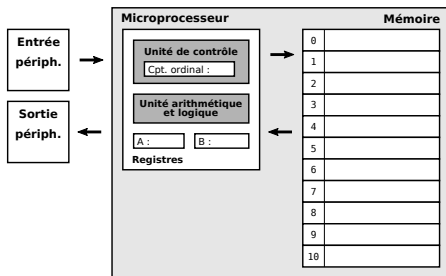 Microprocesseur
Mémoire
Entrée
périph.
Sortie
périph.
Unité de contrôle
Cpt. ordinal :
Unité arithmétique
et logique
A :
B :
Registres
0
1
2
3
4
5
6
7
8
9
10